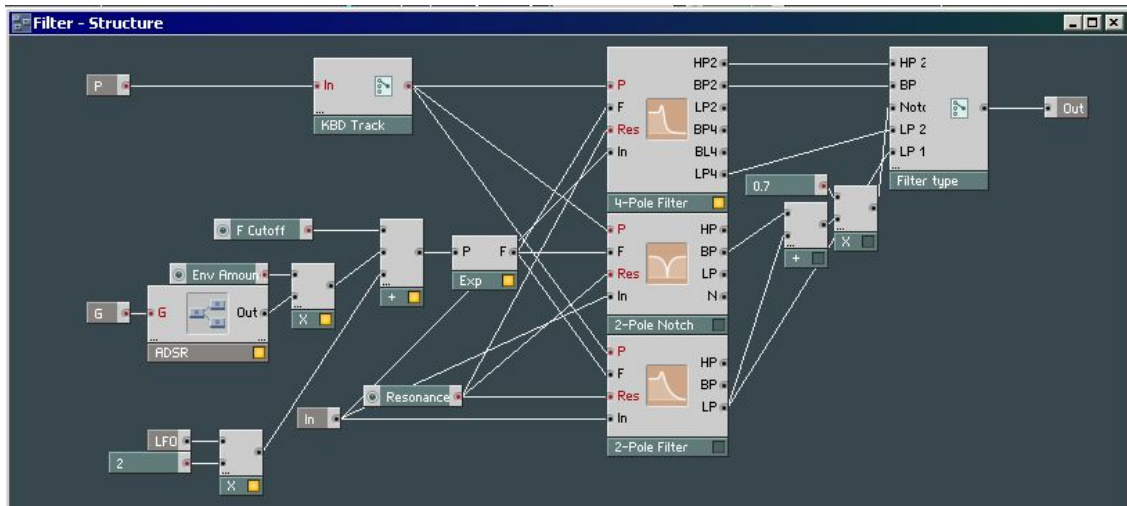 Filter - Structure
P
In
KBD Track
HP2
BP2
LP2
BP4
BL4
LP4
P
F
Res
In
4-Pole Filter
HP 2
BP
Noto
LP 2
LP 1
Filter type
Out
0.7
+
X
P
F
Res
In
HP
BP
LP
N
2-Pole Notch
P
F
Res
In
HP
BP
LP
2-Pole Filter
F Cutoff
Env Amoun
+
P F
Exp
G
G Out
ADSR
X
Resonance
In
LFO
2
X